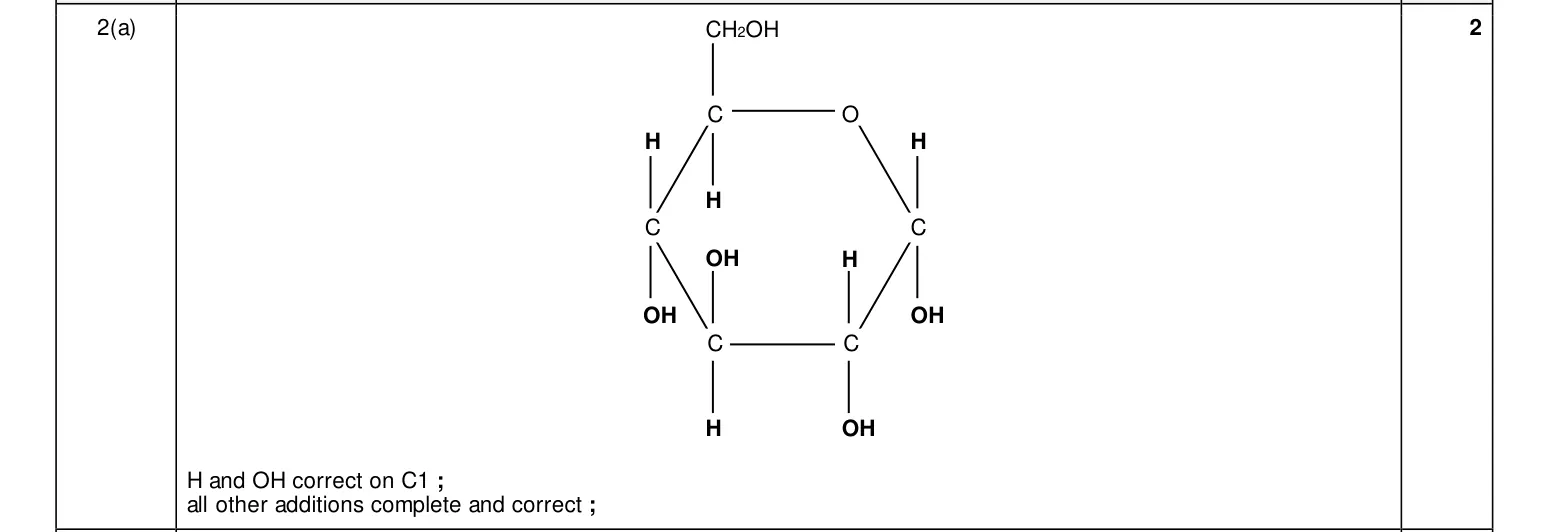 2(a)
2
CH2OH
C
O
H
H
H
C
C
OH
H
OH
OH
C
C
H
OH
H and OH correct on C1 ;
all other additions complete and correct ;